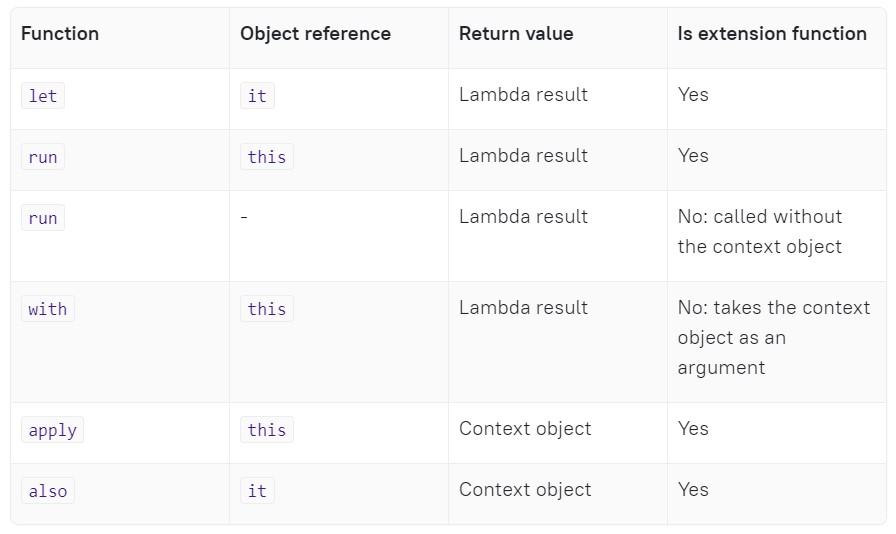 Function Object reference Return value Is extension function
let it Lambda result Yes
run this Lambda result Yes
run - Lambda result No: called without
the context object
with this Lambda result No: takes the context
object as an
argument
apply this Context object Yes
also it Context object Yes